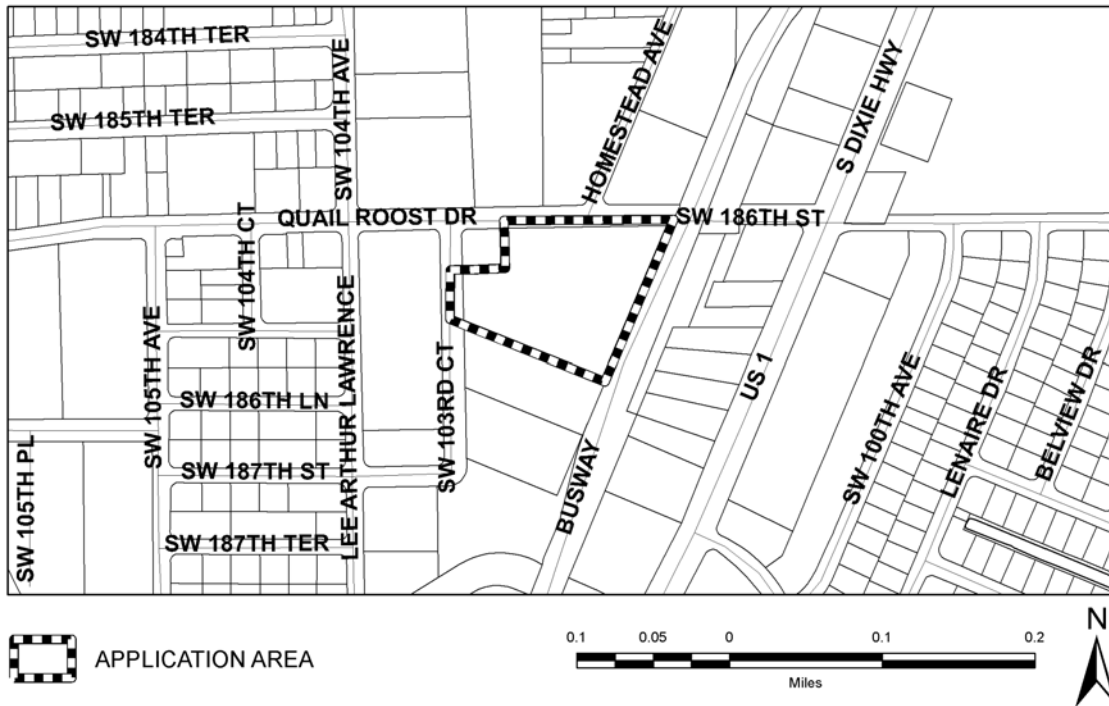 SW 184TH TER
SW 104TH AVE
HOMESTEAD AVE
S DIXIE HWY
SW 185TH TER
QUAIL ROOST DR
SW 186TH ST
SW 104TH CT
SW 105TH AVE
LEE ARTHUR LAWRENCE
SW 103RD CT
US 1
SW 100TH AVE
LENAIRE DR
BELVIEW DR
SW 186TH LN
SW 105TH PL
SW 187TH ST
BUSWAY
SW 187TH TER
APPLICATION AREA
0.1 0.05 0 0.1 0.2
Miles
N